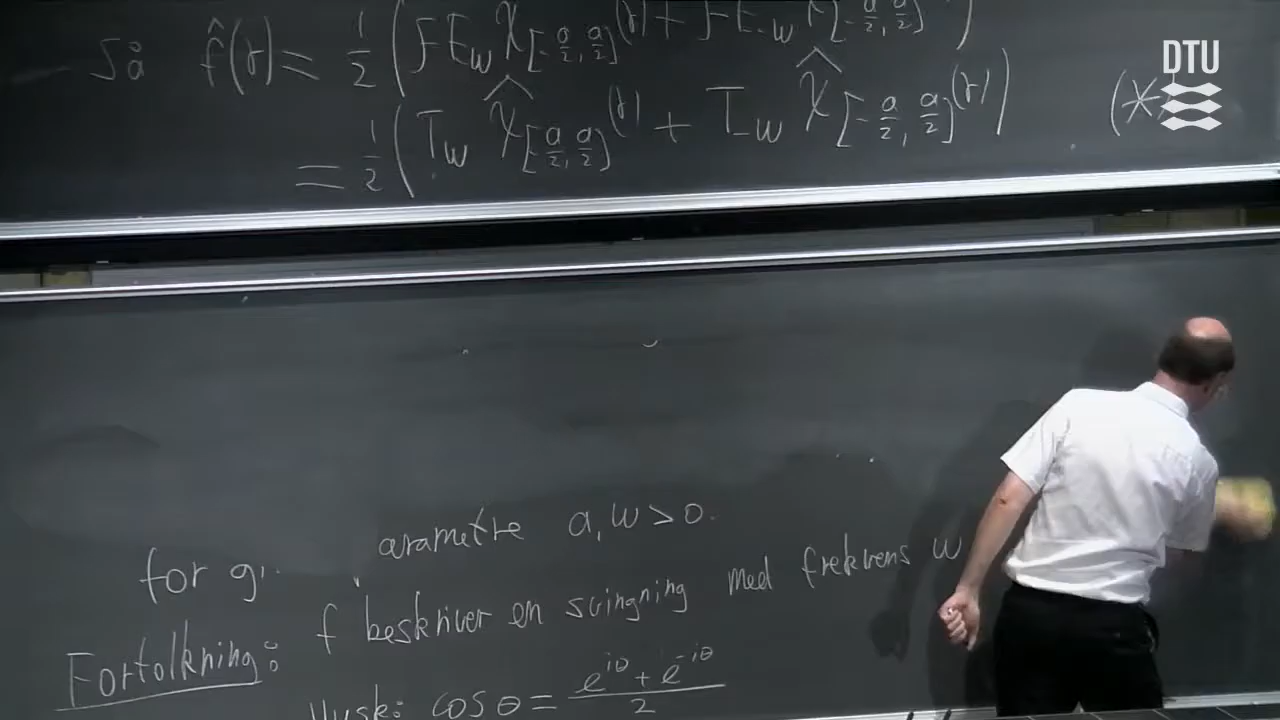 Så f̂(γ) = 1/2 ( F E_w χ_[-a/2, a/2] (γ) + F E_-w χ_[-a/2, a/2] )
= 1/2 ( T_w χ̂_[-a/2, a/2] (γ) + T_-w χ̂_[-a/2, a/2] (γ) ) (*)
DTU
for gi arametre a, w > 0.
f beskriver en svingning med frekvens w
Fortolkning:
Husk: cos θ = (e^{iθ} + e^{-iθ}) / 2